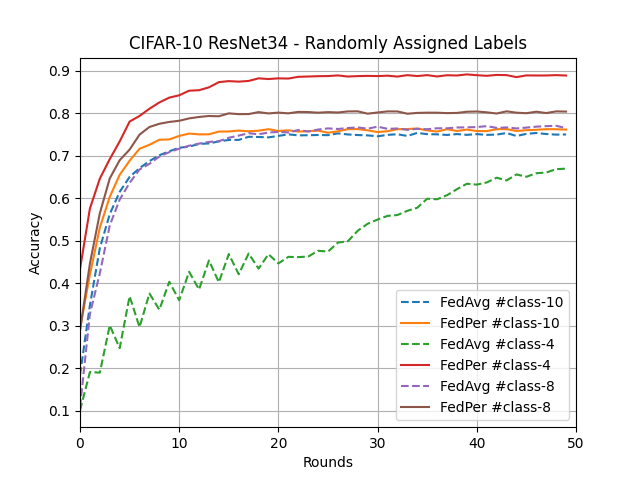 CIFAR-10 ResNet34 - Randomly Assigned Labels
0.9
0.8
0.7
0.6
0.5
0.4
0.3
0.2
0.1
Accuracy
FedAvg #class-10
FedPer #class-10
FedAvg #class-4
FedPer #class-4
FedAvg #class-8
FedPer #class-8
0 10 20 30 40 50
Rounds